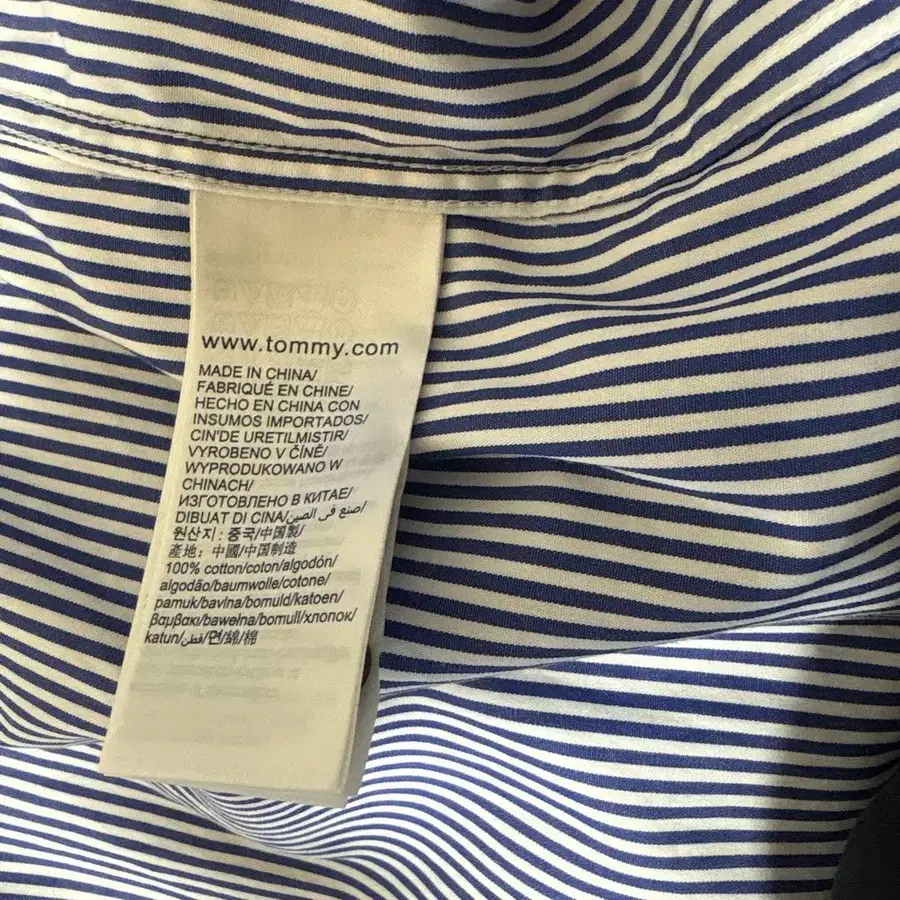 www.tommy.com
MADE IN CHINA/
FABRIQUÉ EN CHINE/
HECHO EN CHINA CON
INSUMOS IMPORTADOS/
CIN'DE URETILMISTIR/
VYROBENO V ČÍNĚ/
WYPRODUKOWANO W
CHINACH/
ИЗГОТОВЛЕНО В КИТАЕ/
DIBUAT DI CINA/اصنع في الصين/
원산지 : 중국/中国製/
產地: 中國/中国制造
100% cotton/coton/algodón/
algodão/baumwolle/cotone/
pamuk/bavlna/bomuld/katoen/
βαμβακι/bawełna/bomull/хлопок/
katun/قطن/면/綿/棉